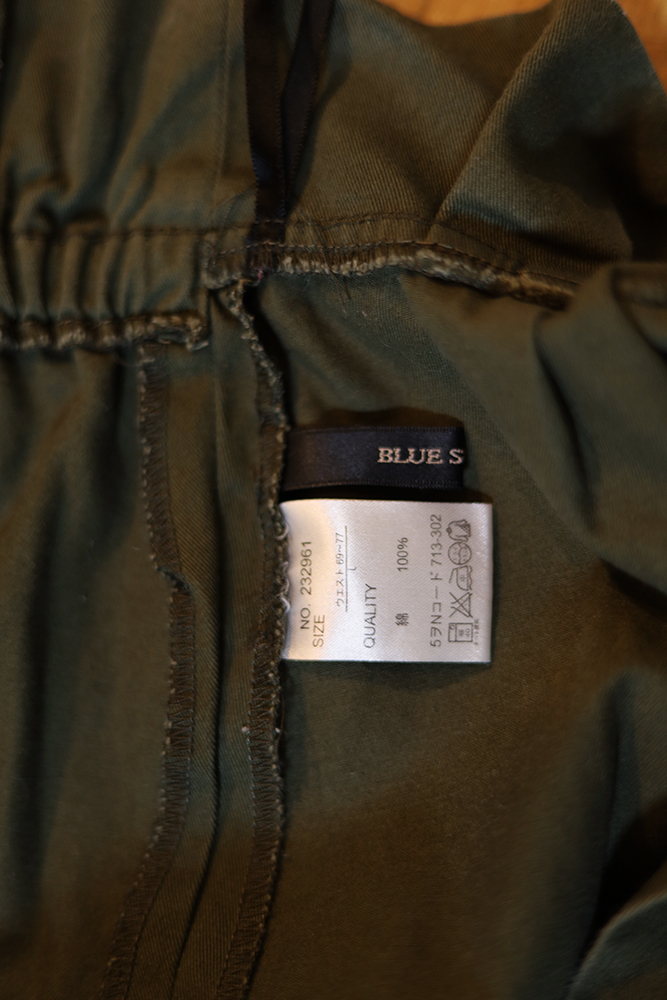 BLUE S
NO. 232961
SIZE
ウエスト 69~77
QUALITY
綿 100%
5ヲNコード 713-302